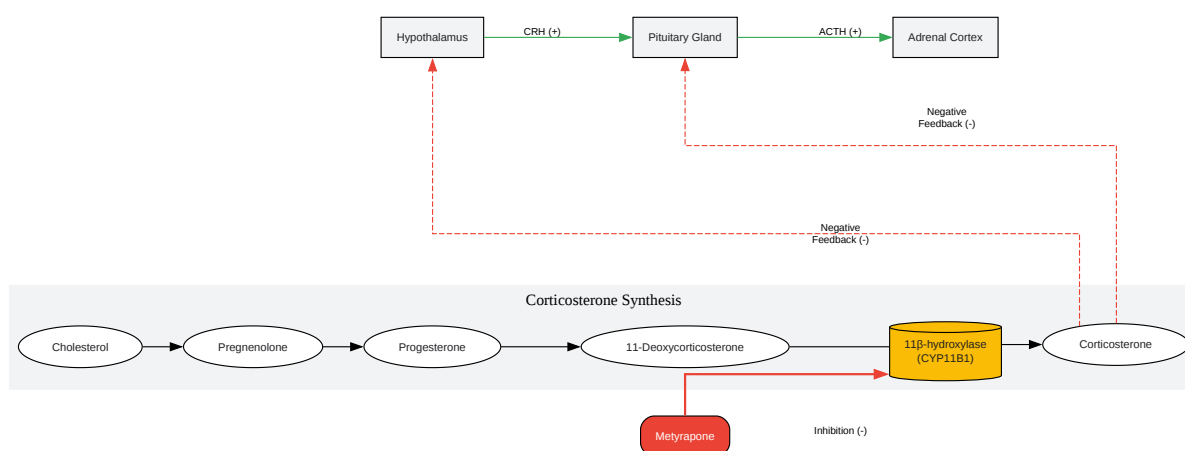 Hypothalamus
CRH (+)
Pituitary Gland
ACTH (+)
Adrenal Cortex
Negative
Feedback (-)
Negative
Feedback (-)
Corticosterone Synthesis
Cholesterol
Pregnenolone
Progesterone
11-Deoxycorticosterone
11β-hydroxylase
(CYP11B1)
Corticosterone
Metyrapone
Inhibition (-)